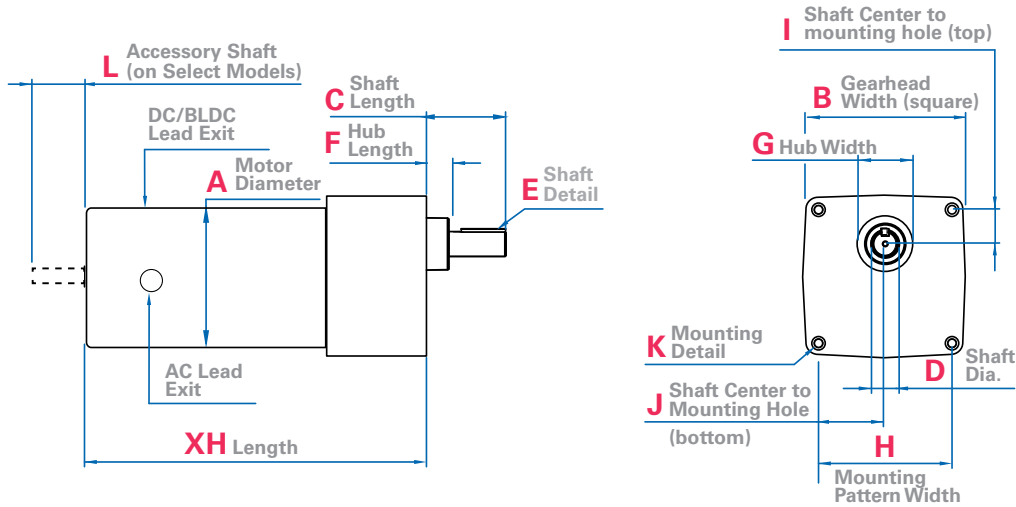 L Accessory Shaft
(on Select Models)
DC/BLDC
Lead Exit
A Motor
Diameter
C Shaft
Length
F Hub
Length
E Shaft
Detail
AC Lead
Exit
XH Length
I Shaft Center to
mounting hole (top)
B Gearhead
Width (square)
G Hub Width
K Mounting
Detail
D Shaft
Dia.
J Shaft Center to
Mounting Hole
(bottom)
H
Mounting
Pattern Width